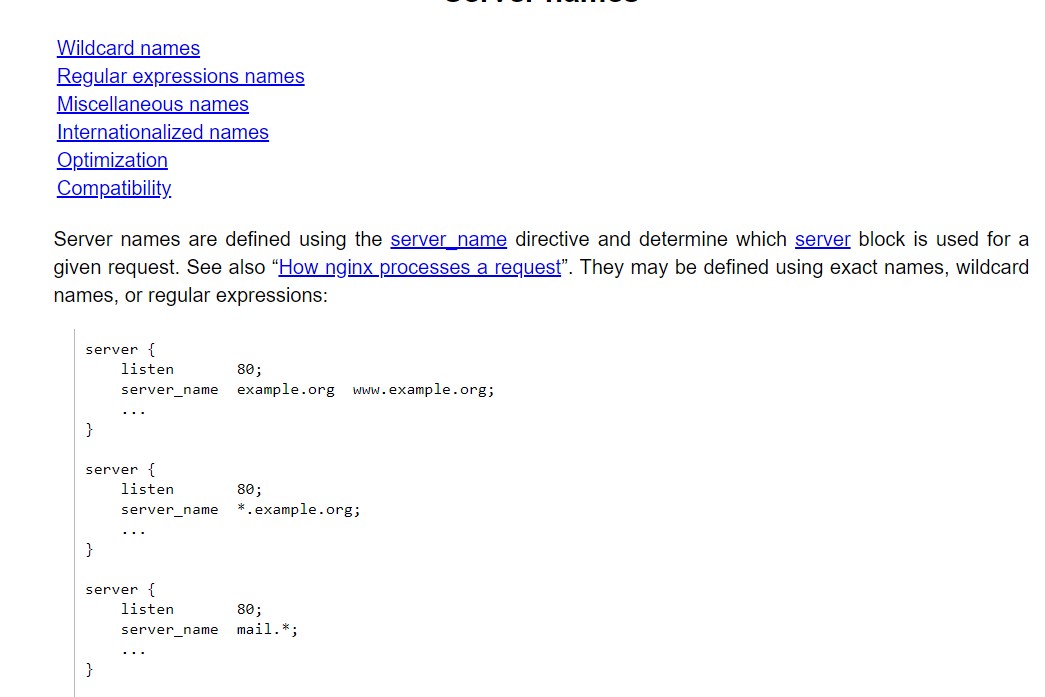 Server names
Wildcard names
Regular expressions names
Miscellaneous names
Internationalized names
Optimization
Compatibility
Server names are defined using the server_name directive and determine which server block is used for a
given request. See also “How nginx processes a request”. They may be defined using exact names, wildcard
names, or regular expressions:
server {
    listen       80;
    server_name  example.org  www.example.org;
    ...
}
server {
    listen       80;
    server_name  *.example.org;
    ...
}
server {
    listen       80;
    server_name  mail.*;
    ...
}